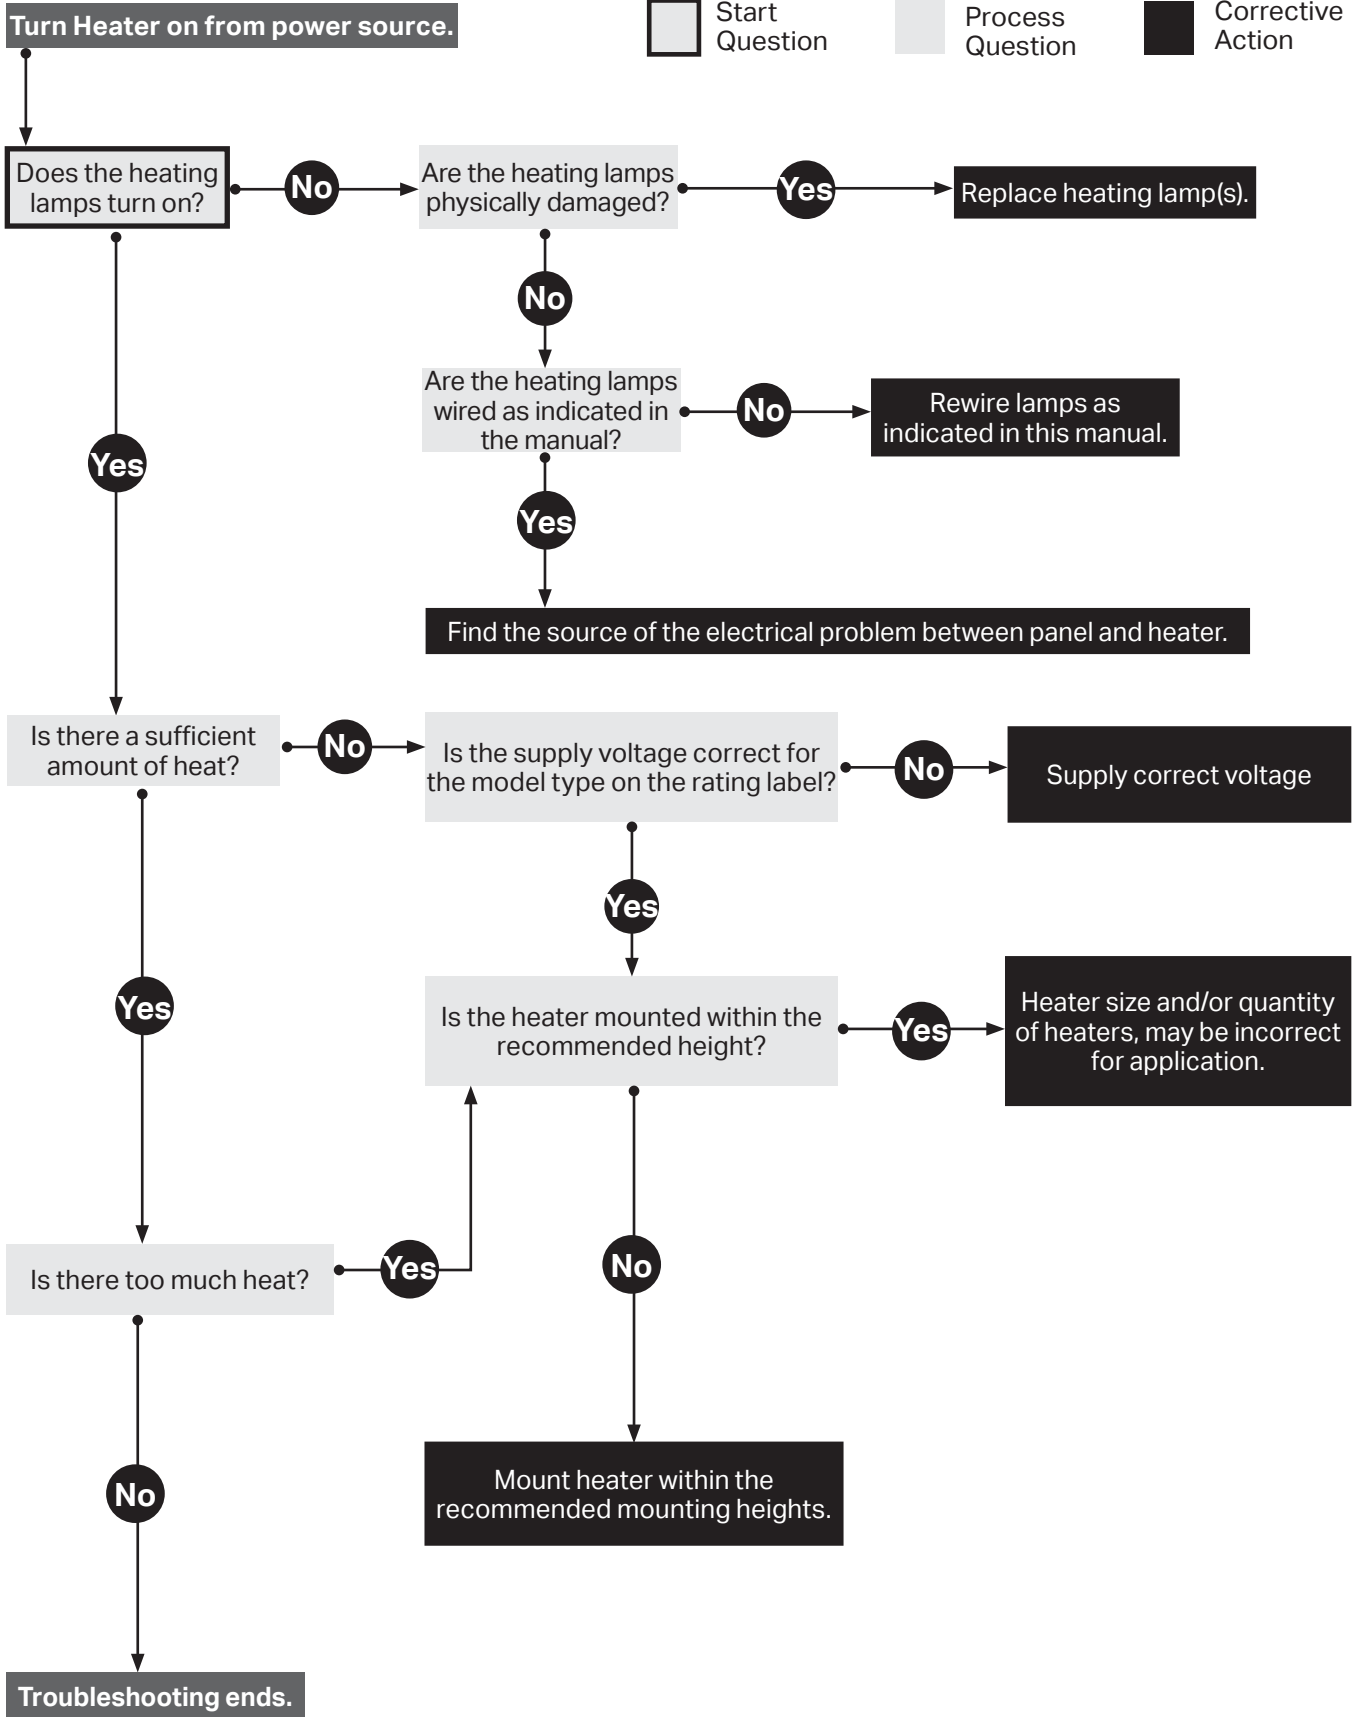 Turn Heater on from power source.
Start
Question
Process
Question
Corrective
Action
Does the heating
lamps turn on?
No
Are the heating lamps
physically damaged?
Yes
Replace heating lamp(s).
No
Are the heating lamps
wired as indicated in
the manual?
No
Rewire lamps as
indicated in this manual.
Yes
Yes
Find the source of the electrical problem between panel and heater.
Is there a sufficient
amount of heat?
No
Is the supply voltage correct for
the model type on the rating label?
No
Supply correct voltage
Yes
Yes
Is the heater mounted within the
recommended height?
Yes
Heater size and/or quantity
of heaters, may be incorrect
for application.
Is there too much heat?
Yes
No
Mount heater within the
recommended mounting heights.
No
Troubleshooting ends.